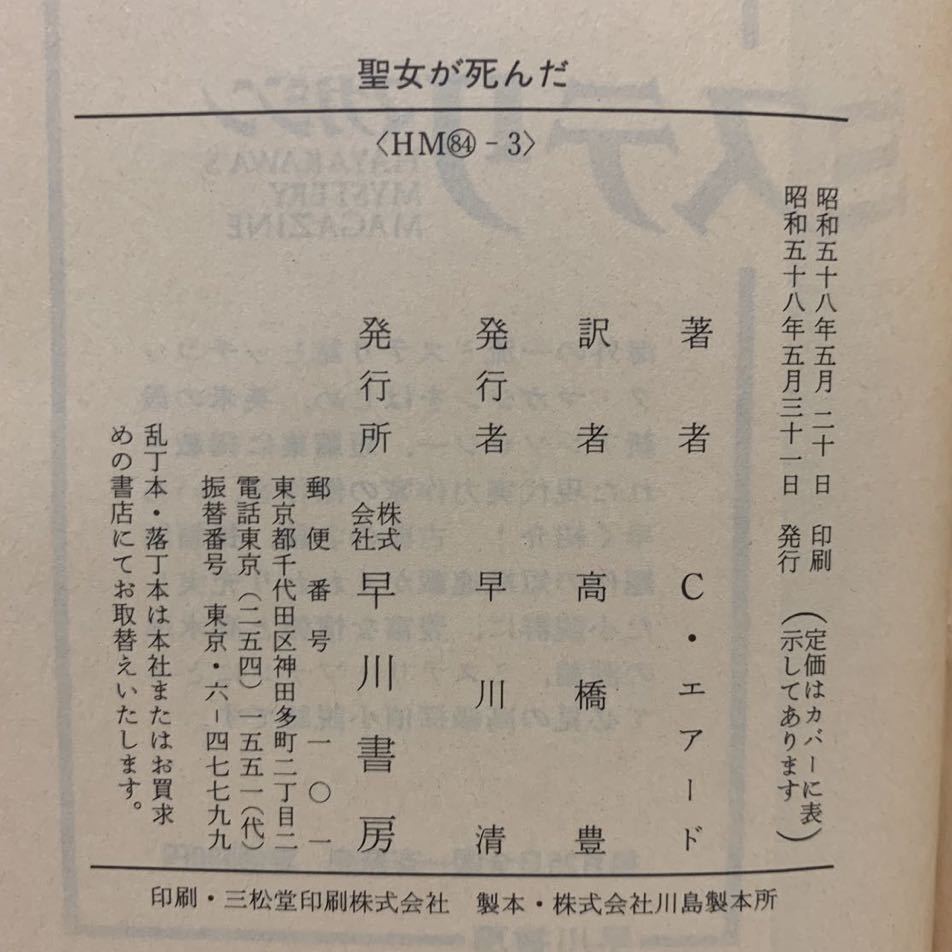 聖女が死んだ
〈HM84-3〉
昭和五十八年五月二十日　印刷
昭和五十八年五月三十一日　発行
（定価はカバーに表
示してあります）
著者　C・エアード
訳者　高橋豊
発行者　早川清
発行所　株式会社　早川書房
郵便番号　一〇一
東京都千代田区神田多町二丁目二
電話東京（二五四）一五五一（代）
振替番号　東京・六－四七七九九
乱丁本・落丁本は本社またはお買求
めの書店にてお取替えいたします。
印刷・三松堂印刷株式会社　製本・株式会社川島製本所
HAYAKAWA'S
MYSTERY
MAGAZINE